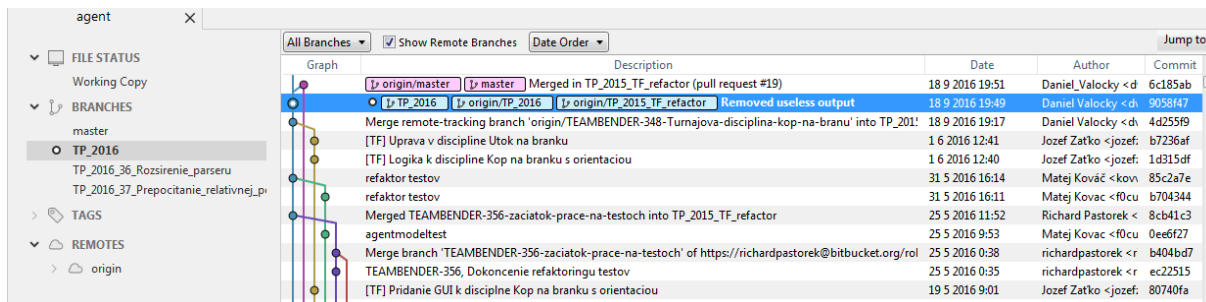 agent X
All Branches Show Remote Branches Date Order Jump to
FILE STATUS
Working Copy
BRANCHES
master
TP_2016
TP_2016_36_Rozsirenie_parseru
TP_2016_37_Prepocitanie_relativnej_p
TAGS
REMOTES
origin
Graph Description Date Author Commit
origin/master master Merged in TP_2015_TF_refactor (pull request #19) 18 9 2016 19:51 Daniel_Valocky <d 6c185ab
TP_2016 origin/TP_2016 origin/TP_2015_TF_refactor Removed useless output 18 9 2016 19:49 Daniel Valocky <d 9058f47
Merge remote-tracking branch 'origin/TEAMBENDER-348-Turnajova-disciplina-kop-na-branu' into TP_201 18 9 2016 19:17 Daniel Valocky <d 4d255f9
[TF] Uprava v discipline Utok na branku 1 6 2016 12:41 Jozef Zaťko <jozef b7236af
[TF] Logika k discipline Kop na branku s orientaciou 1 6 2016 12:40 Jozef Zaťko <jozef 1d315df
refaktor testov 31 5 2016 16:14 Matej Kováč <kov 85c2a7e
refaktor testov 31 5 2016 16:11 Matej Kovac <f0cu b704344
Merged TEAMBENDER-356-zaciatok-prace-na-testoch into TP_2015_TF_refactor 25 5 2016 11:52 Richard Pastorek < 8cb41c3
agentmodeltest 25 5 2016 9:53 Matej Kovac <f0cu 0ee6f27
Merge branch 'TEAMBENDER-356-zaciatok-prace-na-testoch' of https://richardpastorek@bitbucket.org/rol 25 5 2016 0:38 richardpastorek <r b404bd7
TEAMBENDER-356, Dokoncenie refaktoringu testov 25 5 2016 0:35 richardpastorek <r ec22515
[TF] Pridanie GUI k disciplne Kop na branku s orientaciou 19 5 2016 9:01 Jozef Zaťko <jozef 80740fa